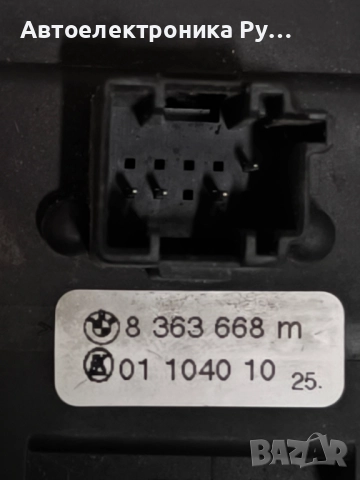 Автоелектроника Ру...
8 363 668 m
01 1040 10 25.
BAZAR